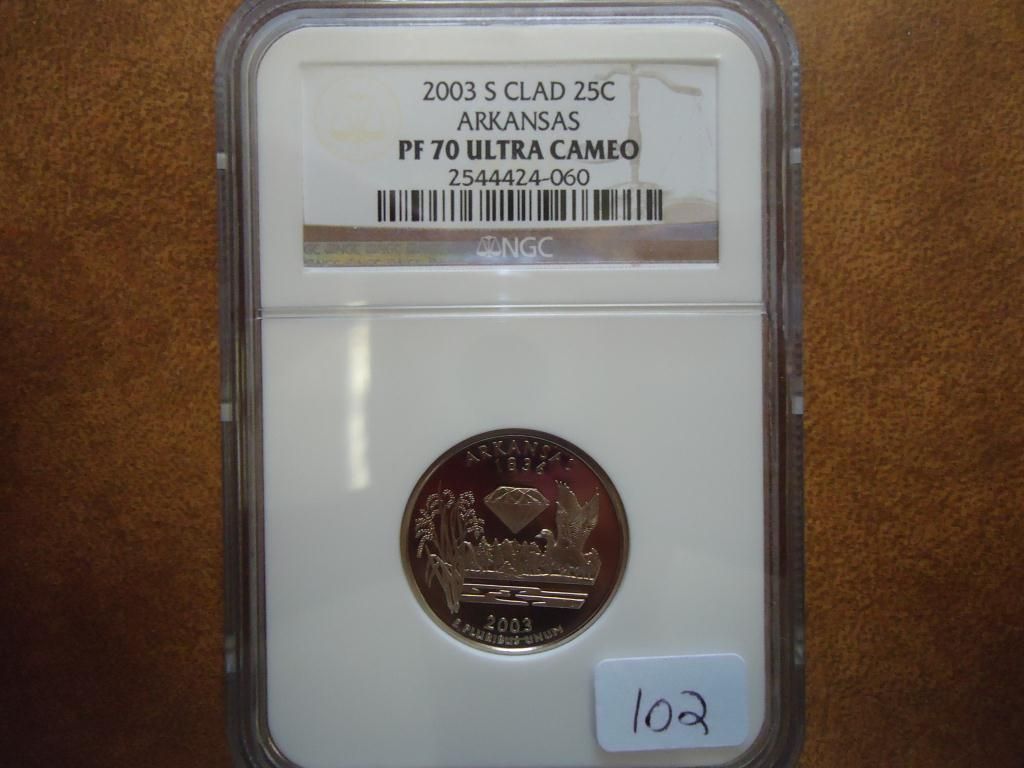 2003 S CLAD 25C
ARKANSAS
PF 70 ULTRA CAMEO
2544424-060
NGC
ARKANSAS
1836
2003
E PLURIBUS UNUM
102